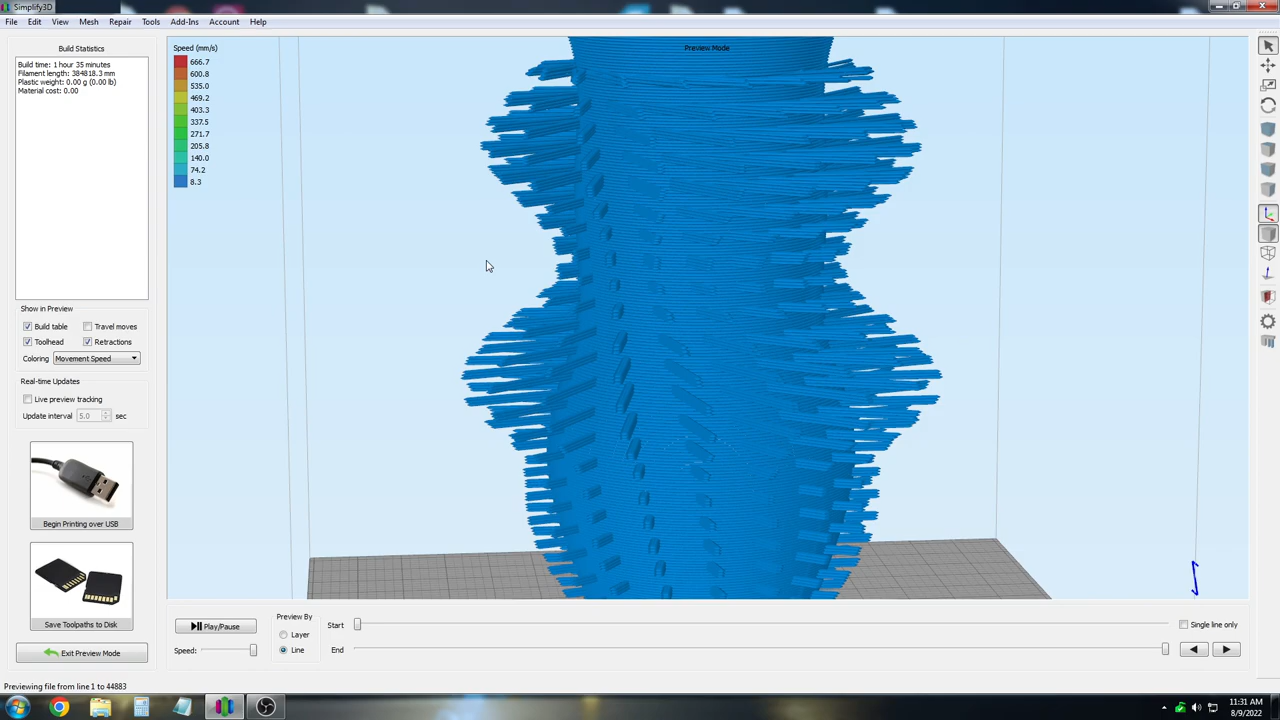 Simplify3D
File Edit View Mesh Repair Tools Add-Ins Account Help
Build Statistics
Build time: 1 hour 35 minutes
Filament length: 384818.3 mm
Plastic weight: 0.00 g (0.00 lb)
Material cost: 0.00
Show in Preview
Build table
Travel moves
Toolhead
Retractions
Coloring
Movement Speed
Real-time Updates
Live preview tracking
Update interval
5.0
sec
Begin Printing over USB
Save Toolpaths to Disk
Exit Preview Mode
Speed (mm/s)
666.7
600.8
535.0
469.2
403.3
337.5
271.7
205.8
140.0
74.2
8.3
Preview Mode
Play/Pause
Speed:
Preview By
Layer
Line
Start
End
Single line only
Previewing file from line 1 to 44883
11:31 AM
8/9/2022